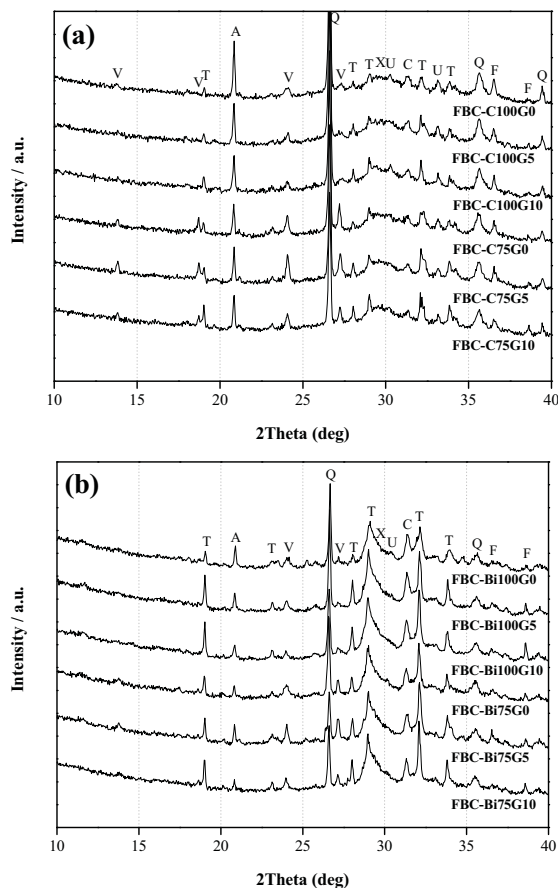 (a)
Q
A
V V T V V T T X U C T U T Q F F Q
FBC-C100G0
FBC-C100G5
FBC-C100G10
FBC-C75G0
FBC-C75G5
FBC-C75G10
Intensity / a.u.
10 15 20 25 30 35 40
2Theta (deg)
(b)
Q
T A T V V T T X U C T T Q F F
FBC-Bi100G0
FBC-Bi100G5
FBC-Bi100G10
FBC-Bi75G0
FBC-Bi75G5
FBC-Bi75G10
Intensity / a.u.
10 15 20 25 30 35 40
2Theta (deg)